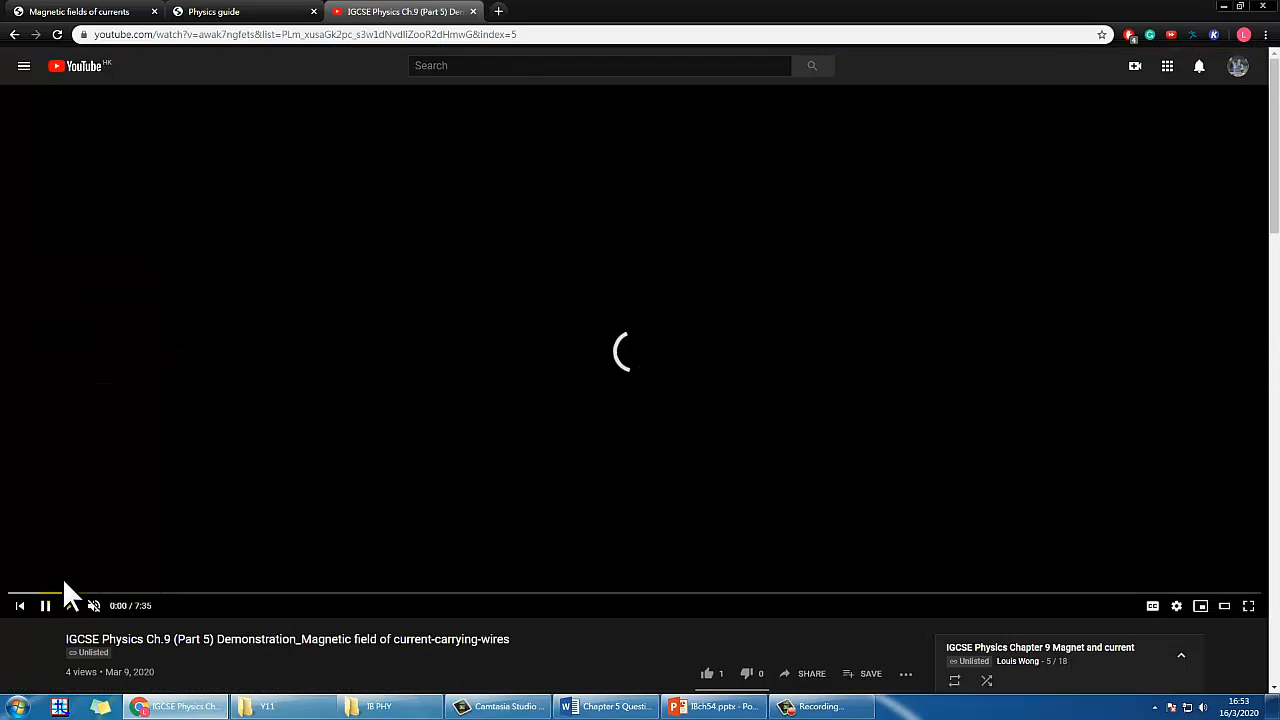 Magnetic fields of currents
Physics guide
IGCSE Physics Ch.9 (Part 5) Den
youtube.com/watch?v=awak7ngfets&list=PLm_xusaGk2pc_s3w1dNvdIiZooR2dHmwG&index=5
4
L
YouTube HK
Search
0:00 / 7:35
IGCSE Physics Ch.9 (Part 5) Demonstration_Magnetic field of current-carrying-wires
Unlisted
4 views • Mar 9, 2020
1
0
SHARE
SAVE
IGCSE Physics Chapter 9 Magnet and current
Unlisted Louis Wong - 5 / 18
IGCSE Physics Ch...
Y11
IB PHY
Camtasia Studio ...
Chapter 5 Questi...
IBch54.pptx - Po...
Recording...
16:53
16/3/2020